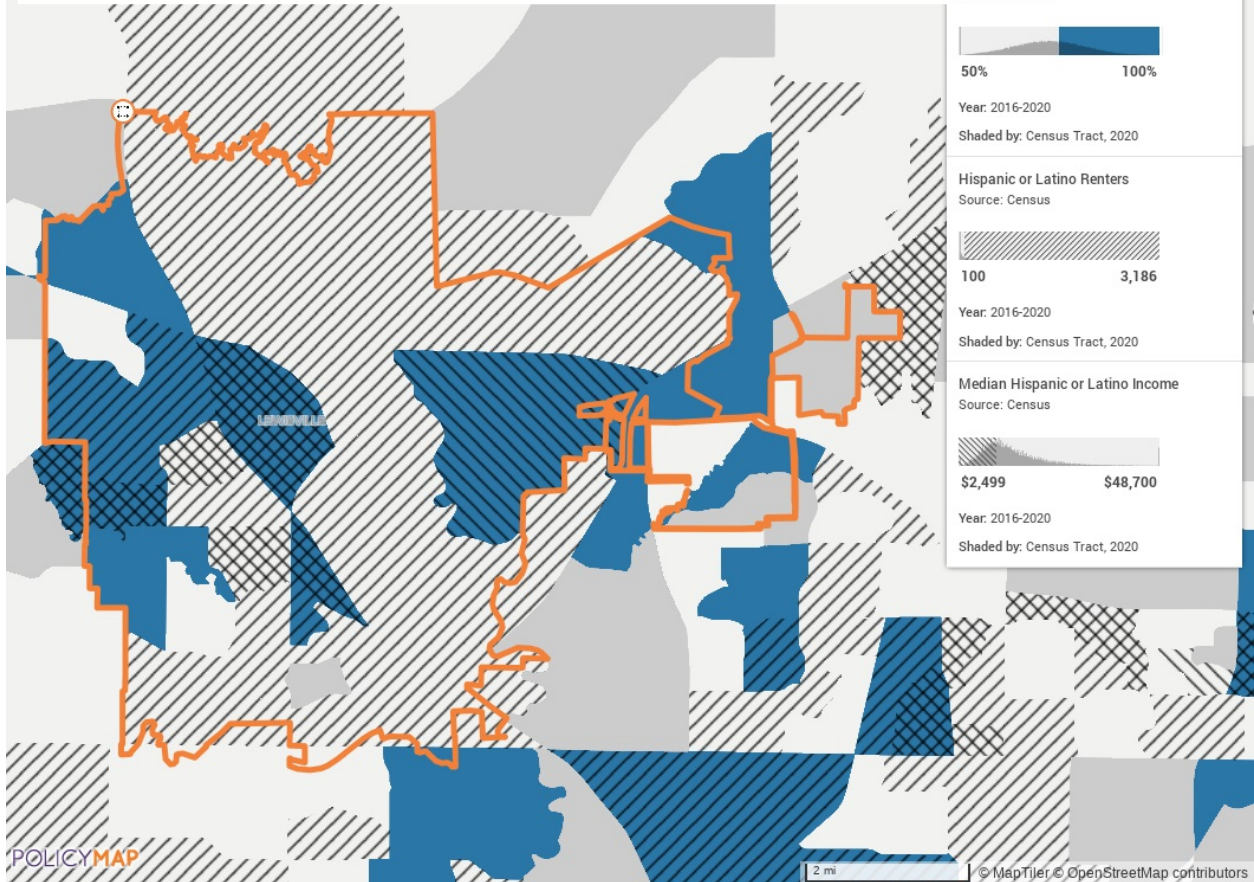 50% 100%
Year: 2016-2020
Shaded by: Census Tract, 2020
Hispanic or Latino Renters
Source: Census
100 3,186
Year: 2016-2020
Shaded by: Census Tract, 2020
Median Hispanic or Latino Income
Source: Census
$2,499 $48,700
Year: 2016-2020
Shaded by: Census Tract, 2020
LEWISVILLE
POLICYMAP
2 mi
© MapTiler © OpenStreetMap contributors